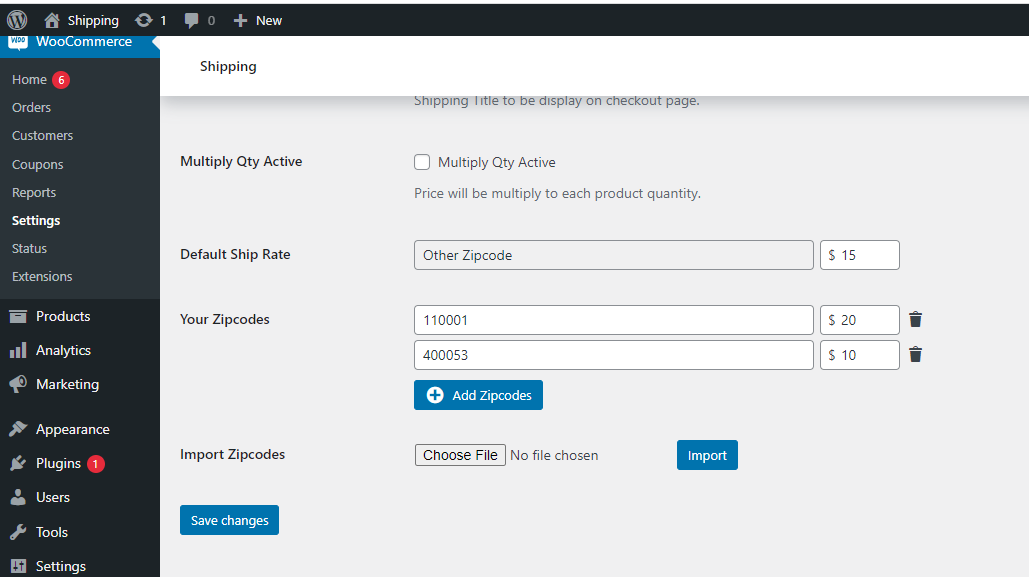 Shipping 1 0 New
WOO WooCommerce
Shipping
Home 6
Orders
Customers
Coupons
Reports
Settings
Status
Extensions
Products
Analytics
Marketing
Appearance
Plugins 1
Users
Tools
Settings
Shipping Title to be display on checkout page.
Multiply Qty Active Multiply Qty Active
Price will be multiply to each product quantity.
Default Ship Rate Other Zipcode $ 15
Your Zipcodes 110001 $ 20
400053 $ 10
Add Zipcodes
Import Zipcodes Choose File No file chosen Import
Save changes